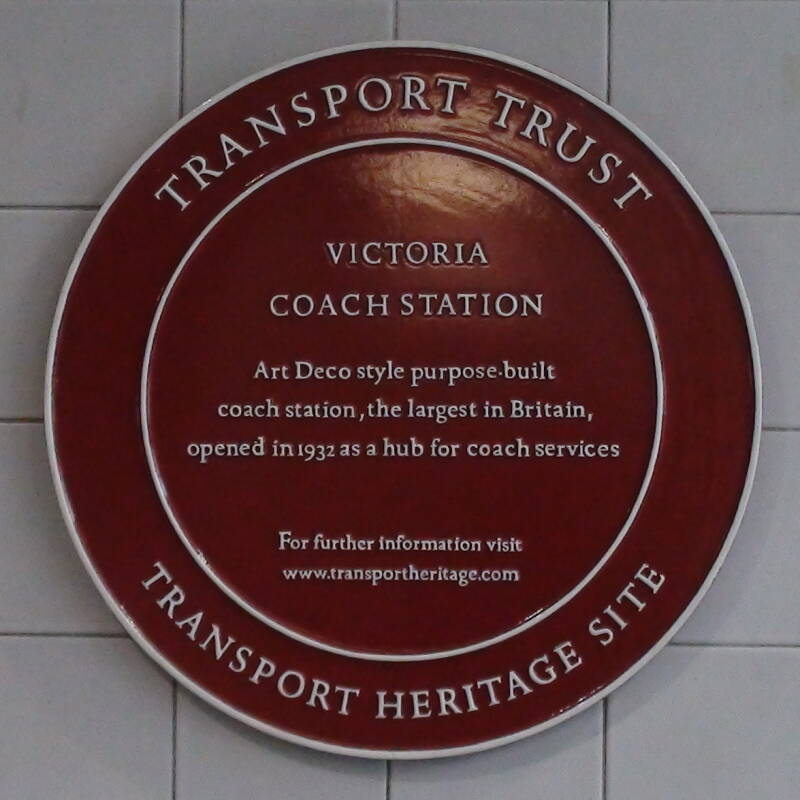 TRANSPORT TRUST
VICTORIA
COACH STATION
Art Deco style purpose-built
coach station, the largest in Britain,
opened in 1932 as a hub for coach services
For further information visit
www.transportheritage.com
TRANSPORT HERITAGE SITE